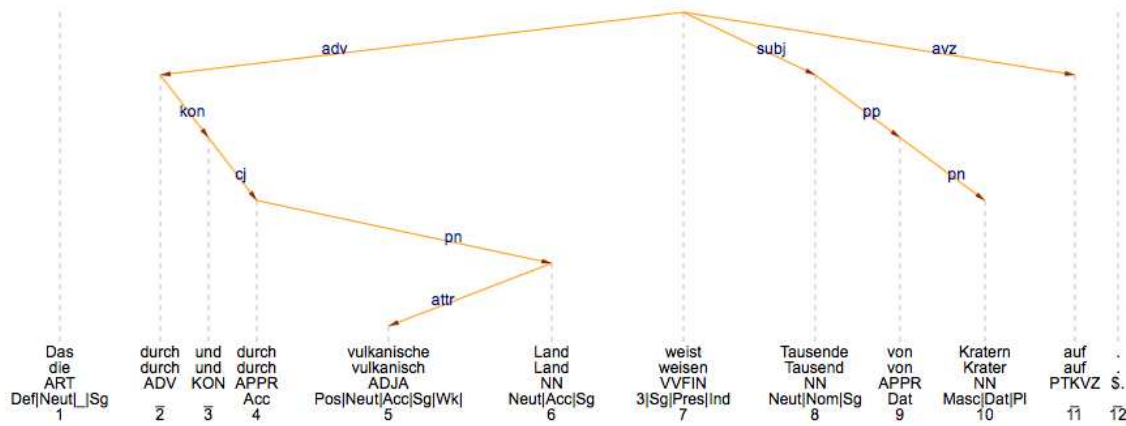 adv subj avz
kon pp
cj pn
pn
attr
Das durch und durch vulkanische Land weist Tausende von Kratern auf .
die durch und durch vulkanisch Land weisen Tausend von Krater auf .
ART ADV KON APPR ADJA NN VVFIN NN APPR NN PTKVZ $.
Def|Neut|_|Sg _ _ Acc Pos|Neut|Acc|Sg|Wk| Neut|Acc|Sg 3|Sg|Pres|Ind Neut|Nom|Sg Dat Masc|Dat|Pl _ _
1 2 3 4 5 6 7 8 9 10 11 12